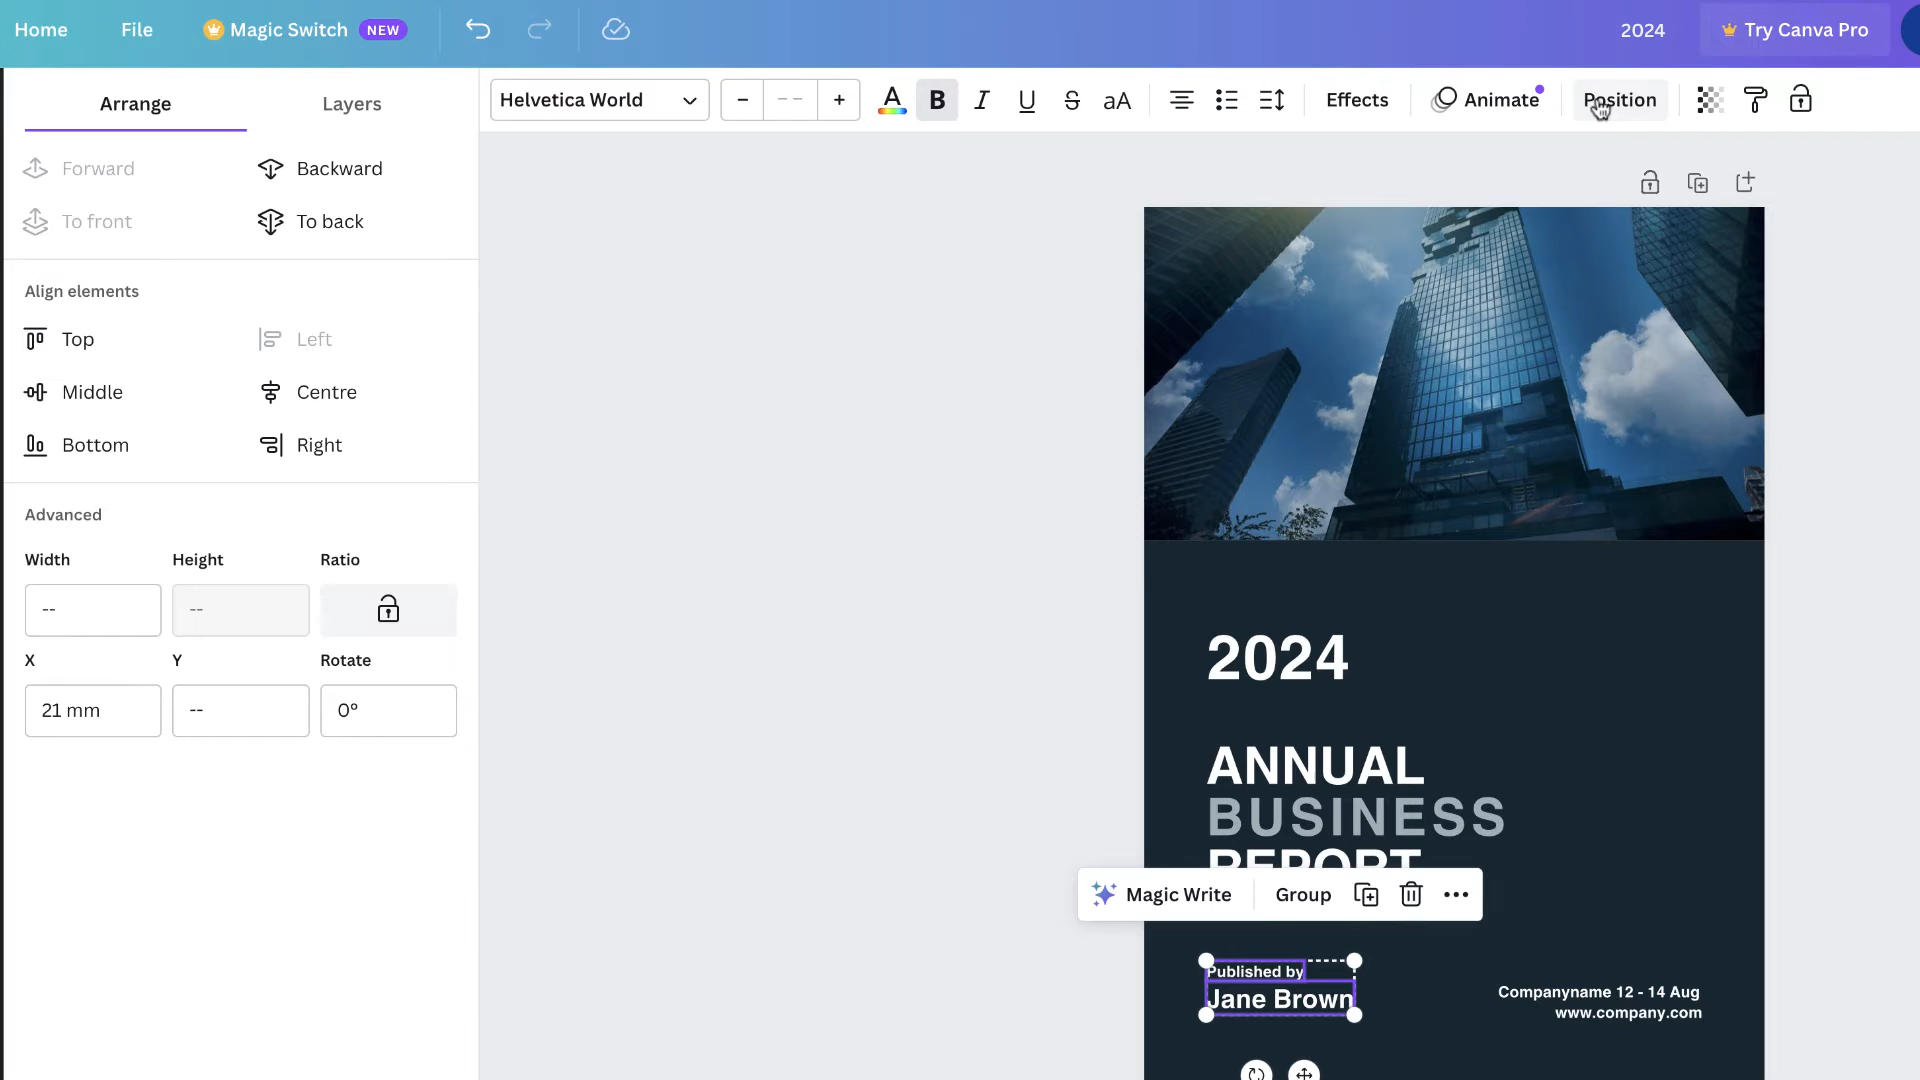 Home File Magic Switch NEW 2024 Try Canva Pro
Arrange Layers
Helvetica World - -- + A B I U S aA Effects Animate Position
Forward Backward
To front To back
Align elements
Top Left
Middle Centre
Bottom Right
Advanced
Width Height Ratio
-- --
X Y Rotate
21 mm -- 0°
2024
ANNUAL
BUSINESS
REPORT
Magic Write Group
Published by
Jane Brown
Companyname 12 - 14 Aug
www.company.com